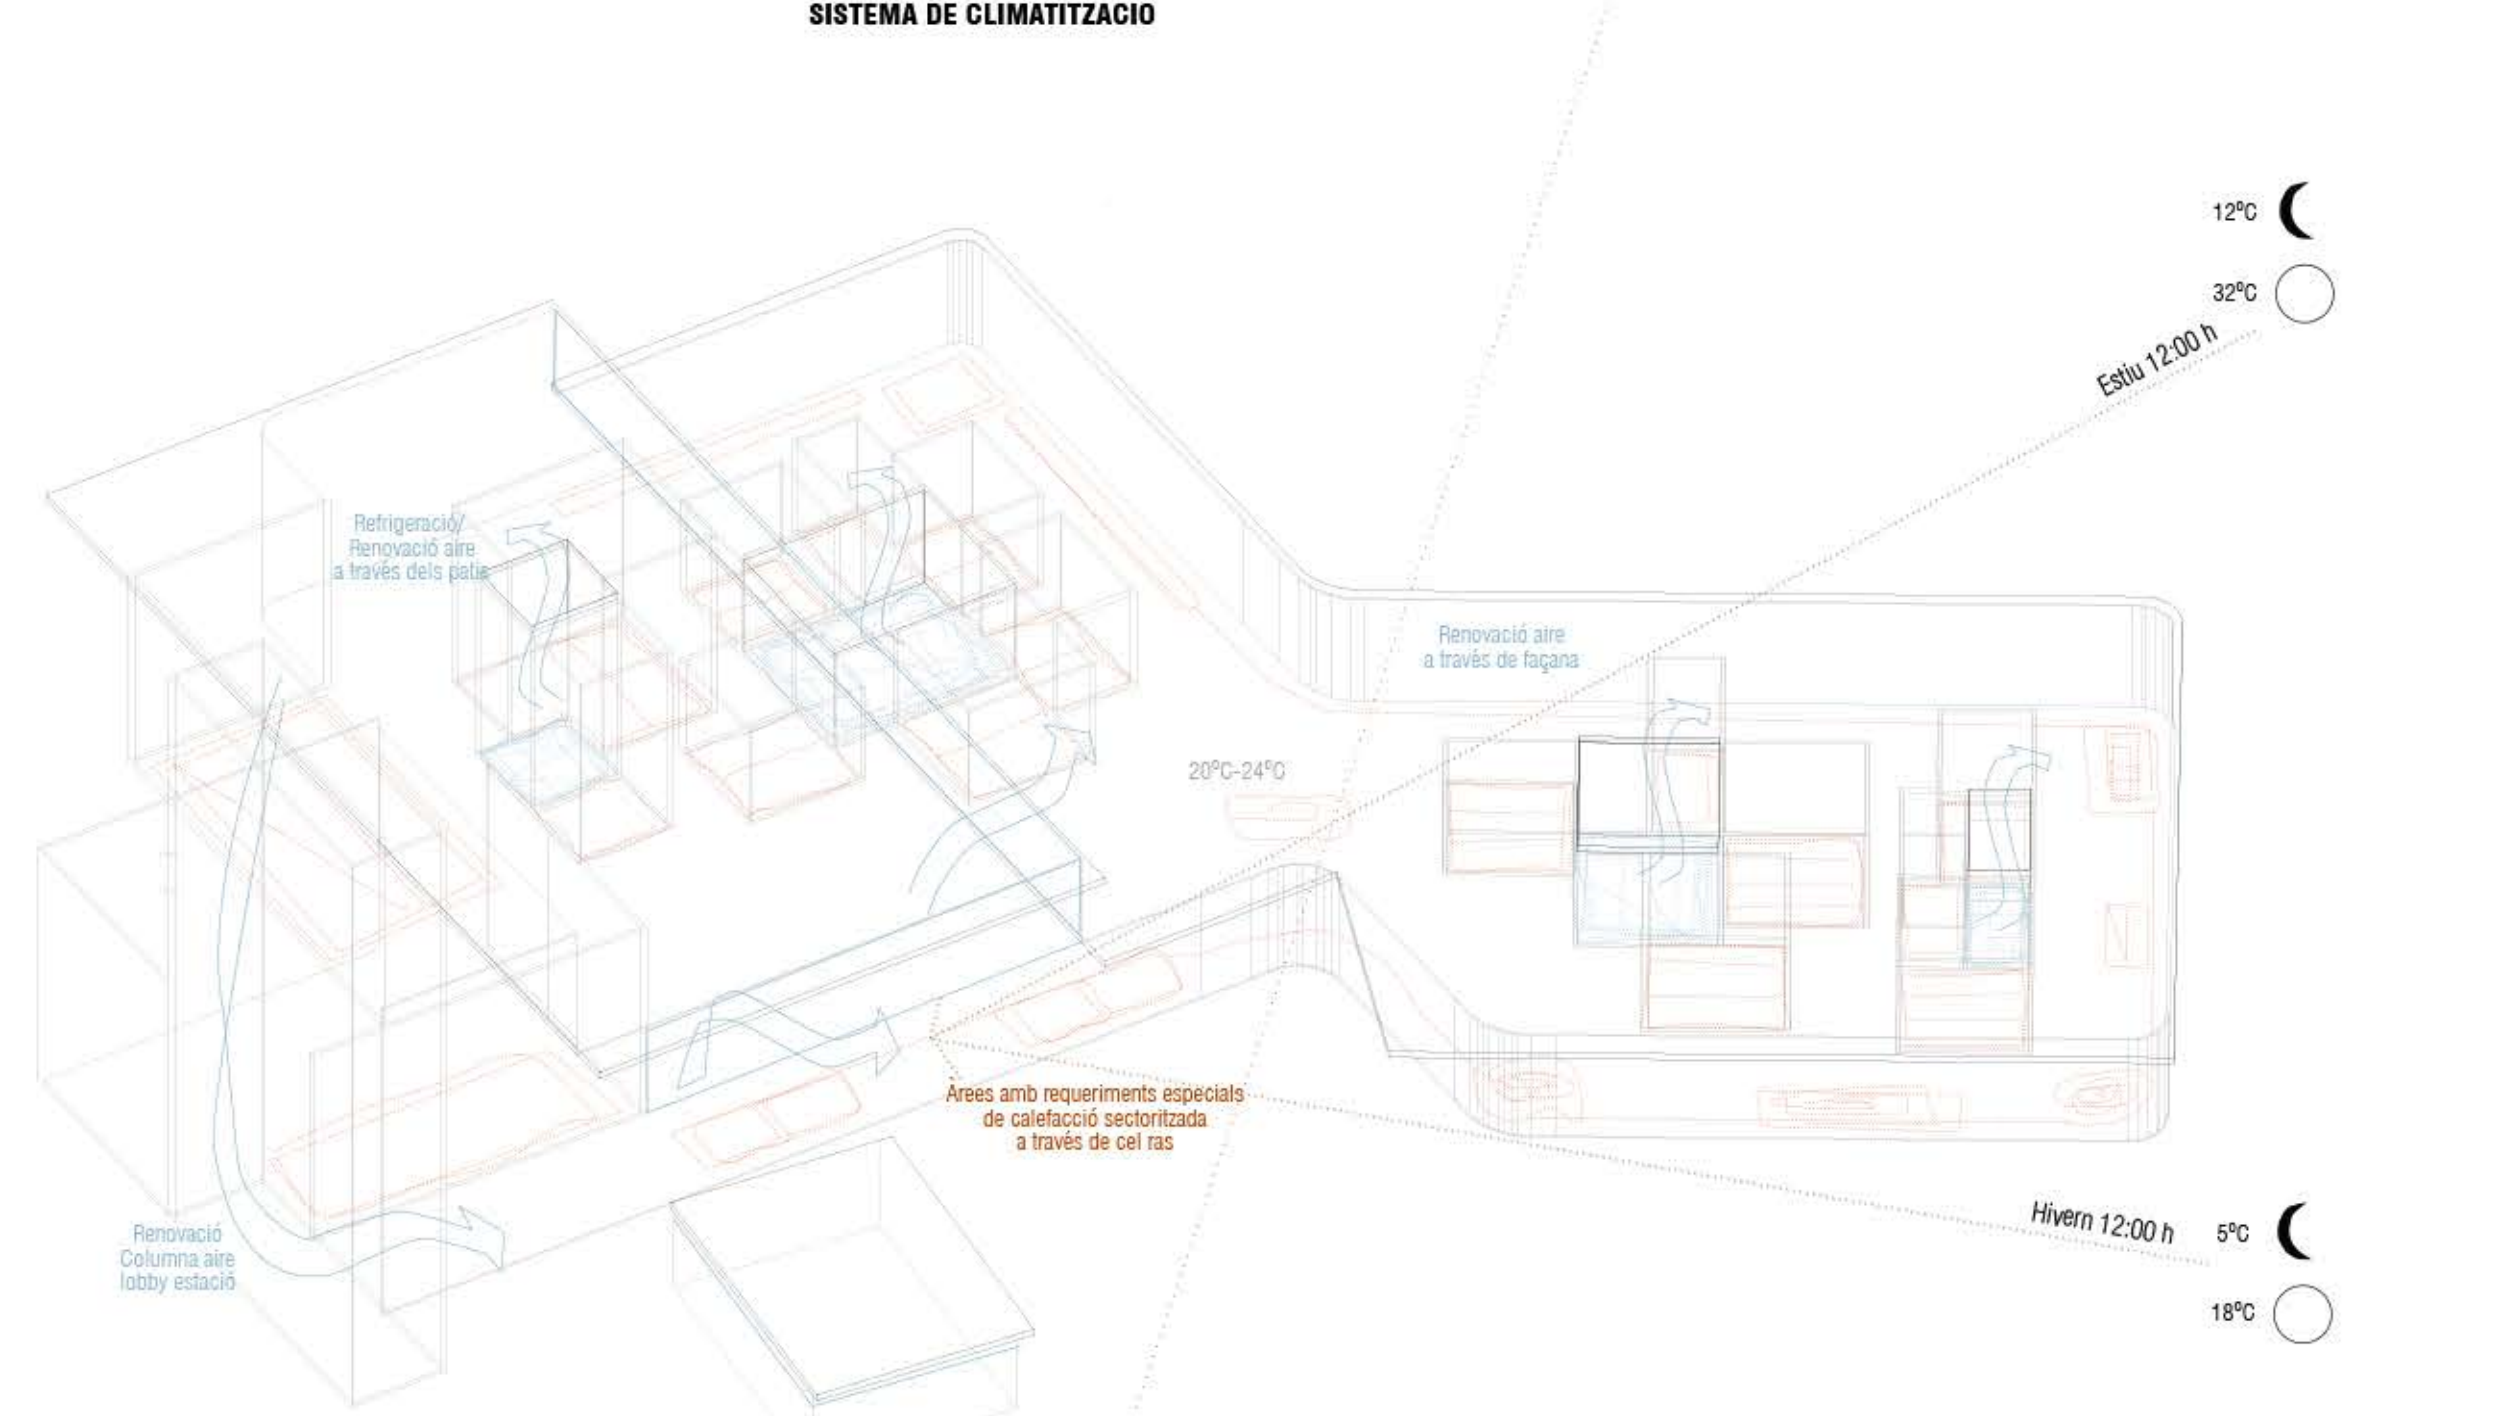 SISTEMA DE CLIMATITZACIO
12ºC
32ºC
Estiu 12:00 h
Refrigeració/
Renovació aire
a través dels patis
Renovació aire
a través de façana
20ºC-24ºC
Arees amb requeriments especials
de calefacció sectoritzada
a través de cel ras
Hivern 12:00 h
5ºC
18ºC
Renovació
Columna aire
lobby estació